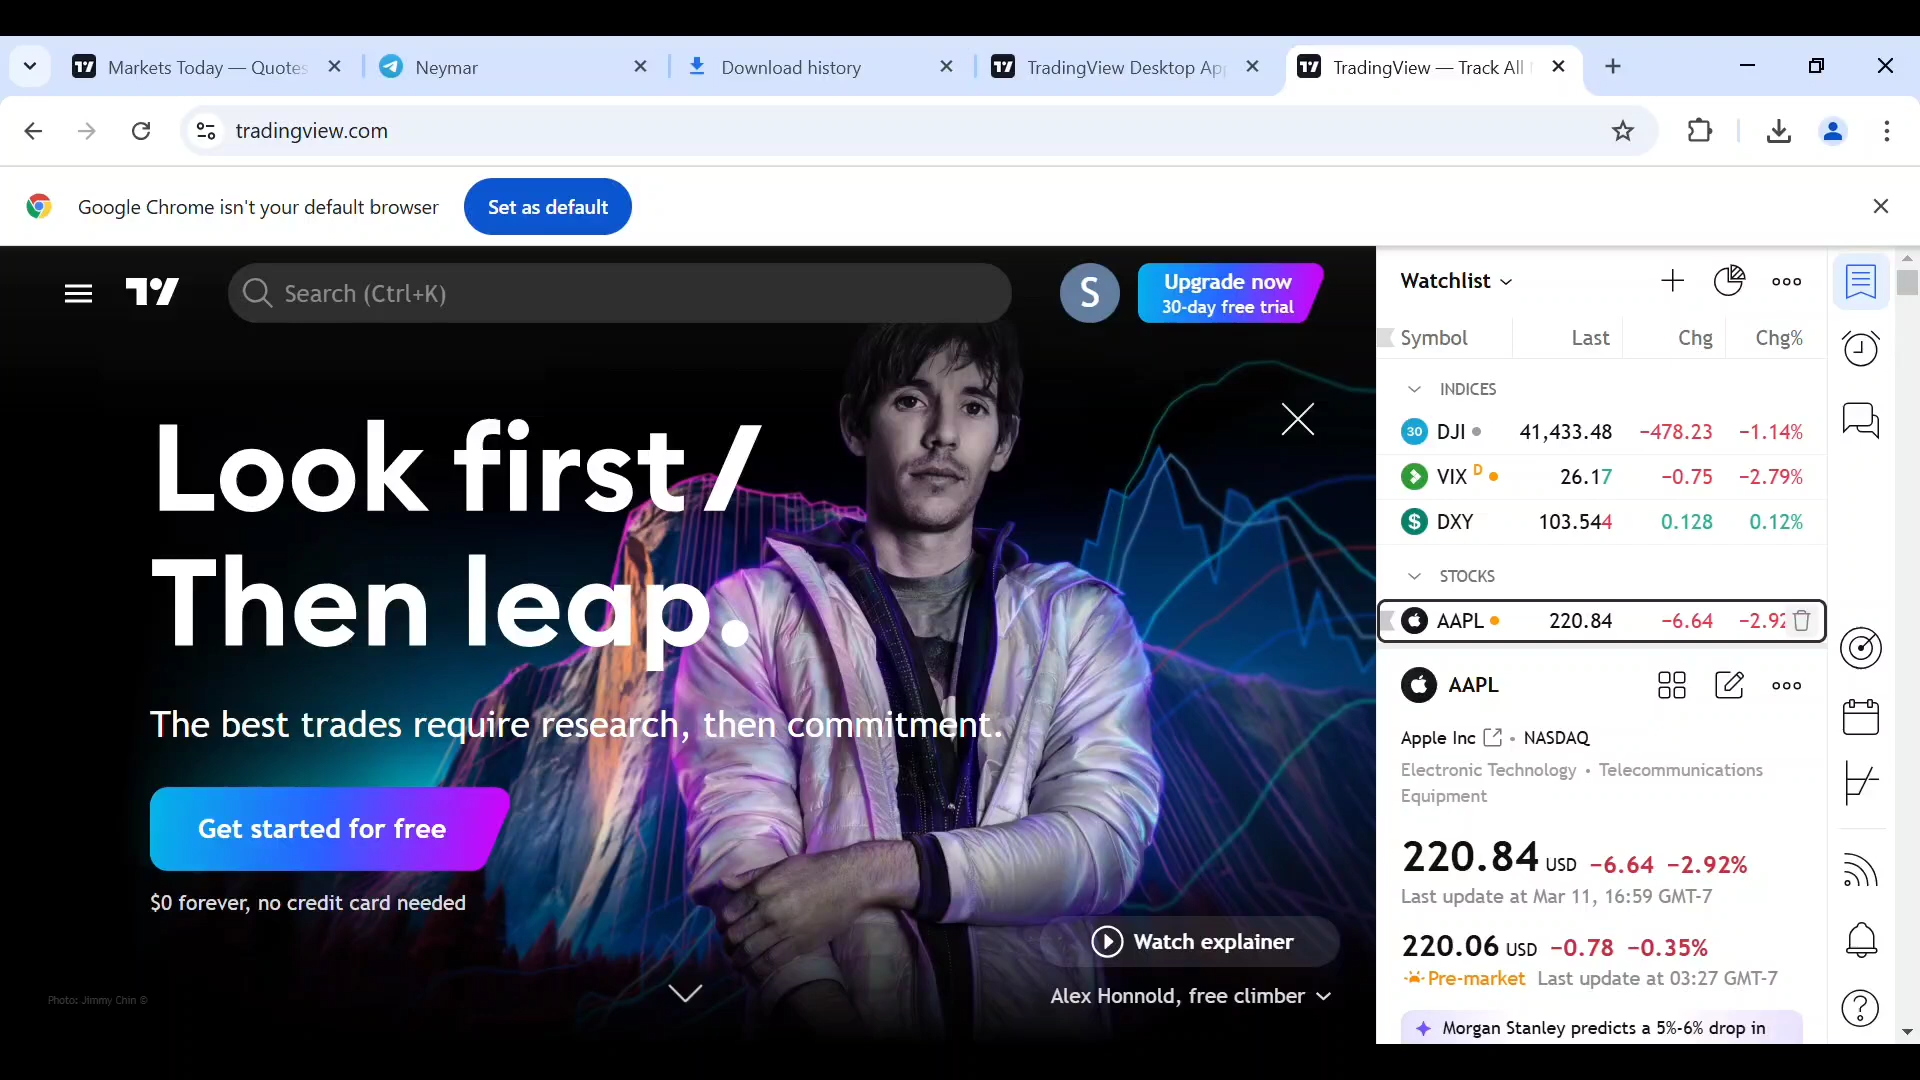 Markets Today — Quotes
Neymar
Download history
TradingView Desktop Ap
TradingView — Track All
tradingview.com
Google Chrome isn't your default browser
Set as default
Search (Ctrl+K)
S
Upgrade now
30-day free trial
Look first/
Then leap.
The best trades require research, then commitment.
Get started for free
$0 forever, no credit card needed
Watch explainer
Alex Honnold, free climber
Photo: Jimmy Chin ©
Watchlist
Symbol Last Chg Chg%
INDICES
30 DJI 41,433.48 −478.23 −1.14%
VIX D 26.17 −0.75 −2.79%
$ DXY 103.544 0.128 0.12%
STOCKS
AAPL 220.84 −6.64 −2.92
AAPL
Apple Inc • NASDAQ
Electronic Technology • Telecommunications
Equipment
220.84 USD −6.64 −2.92%
Last update at Mar 11, 16:59 GMT-7
220.06 USD −0.78 −0.35%
Pre-market Last update at 03:27 GMT-7
Morgan Stanley predicts a 5%-6% drop in